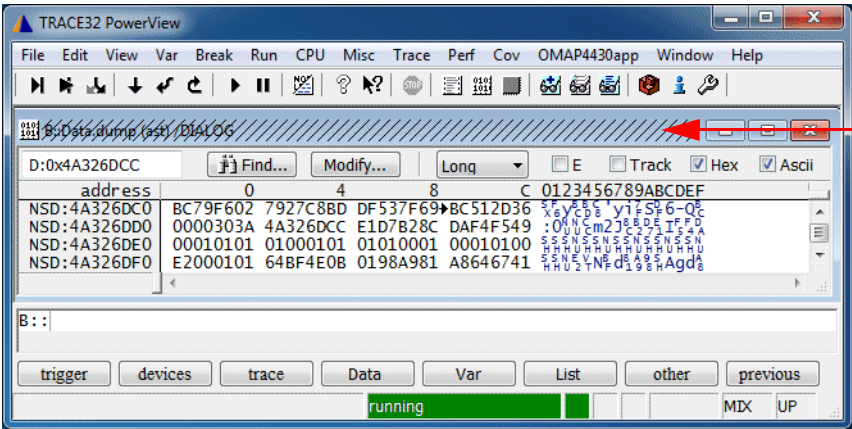 TRACE32 PowerView
File Edit View Var Break Run CPU Misc Trace Perf Cov OMAP4430app Window Help
B::Data.dump (ast) /DIALOG
D:0x4A326DCC Find... Modify... Long E Track Hex Ascii
address 0 4 8 C 0123456789ABCDEF
NSD:4A326DC0 BC79F602 7927C8BD DF537F69 BC512D36
NSD:4A326DD0 0000303A 4A326DCC E1D7B28C DAF4F549
NSD:4A326DE0 00010101 01000101 01010001 00010100
NSD:4A326DF0 E2000101 64BF4E0B 0198A981 A8646741
B::
trigger devices trace Data Var List other previous
running MIX UP